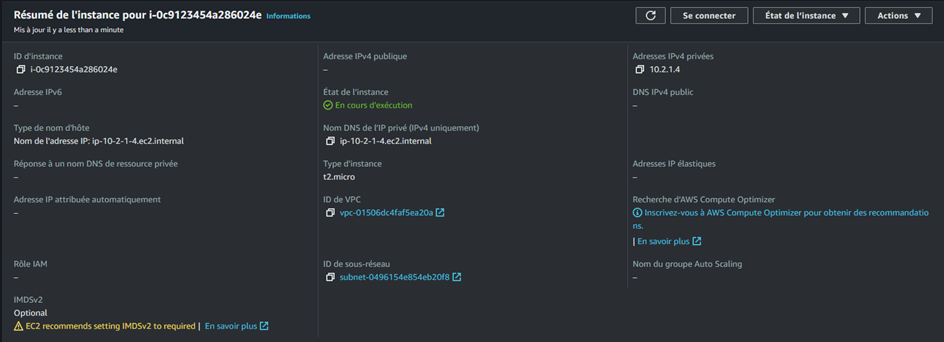 Résumé de l'instance pour i-0c9123454a286024e Informations
Mis à jour il y a less than a minute
Se connecter
État de l'instance
Actions
ID d'instance
i-0c9123454a286024e
Adresse IPv4 publique
–
Adresses IPv4 privées
10.2.1.4
Adresse IPv6
–
État de l'instance
En cours d'exécution
DNS IPv4 public
–
Type de nom d'hôte
Nom de l'adresse IP: ip-10-2-1-4.ec2.internal
Nom DNS de l'IP privé (IPv4 uniquement)
ip-10-2-1-4.ec2.internal
Réponse à un nom DNS de ressource privée
–
Type d'instance
t2.micro
Adresses IP élastiques
–
Adresse IP attribuée automatiquement
–
ID de VPC
vpc-01506dc4faf5ea20a
Recherche d'AWS Compute Optimizer
Inscrivez-vous à AWS Compute Optimizer pour obtenir des recommandatio
ns.
| En savoir plus
Rôle IAM
–
ID de sous-réseau
subnet-0496154e854eb20f8
Nom du groupe Auto Scaling
–
IMDSv2
Optional
EC2 recommends setting IMDSv2 to required | En savoir plus